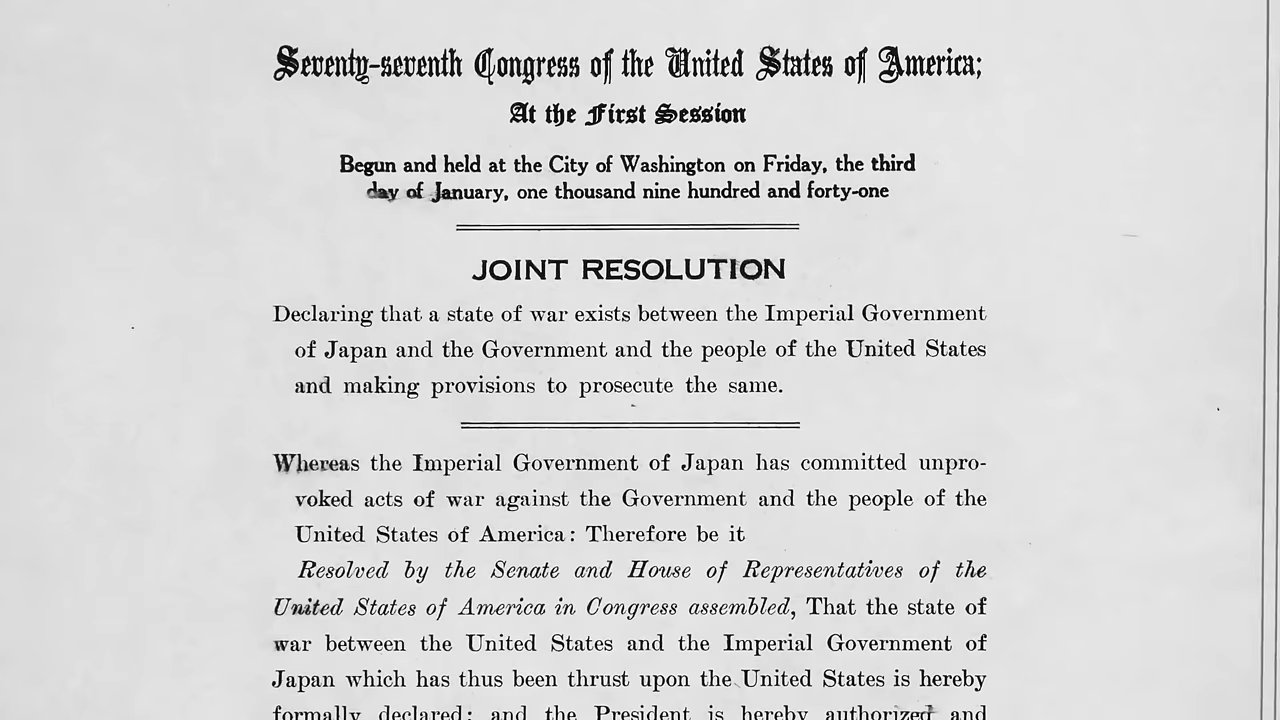 Seventy-seventh Congress of the United States of America;
At the First Session
Begun and held at the City of Washington on Friday, the third
day of January, one thousand nine hundred and forty-one
JOINT RESOLUTION
Declaring that a state of war exists between the Imperial Government
of Japan and the Government and the people of the United States
and making provisions to prosecute the same.
Whereas the Imperial Government of Japan has committed unpro-
voked acts of war against the Government and the people of the
United States of America: Therefore be it
Resolved by the Senate and House of Representatives of the
United States of America in Congress assembled, That the state of
war between the United States and the Imperial Government of
Japan which has thus been thrust upon the United States is hereby
formally declared; and the President is hereby authorized and